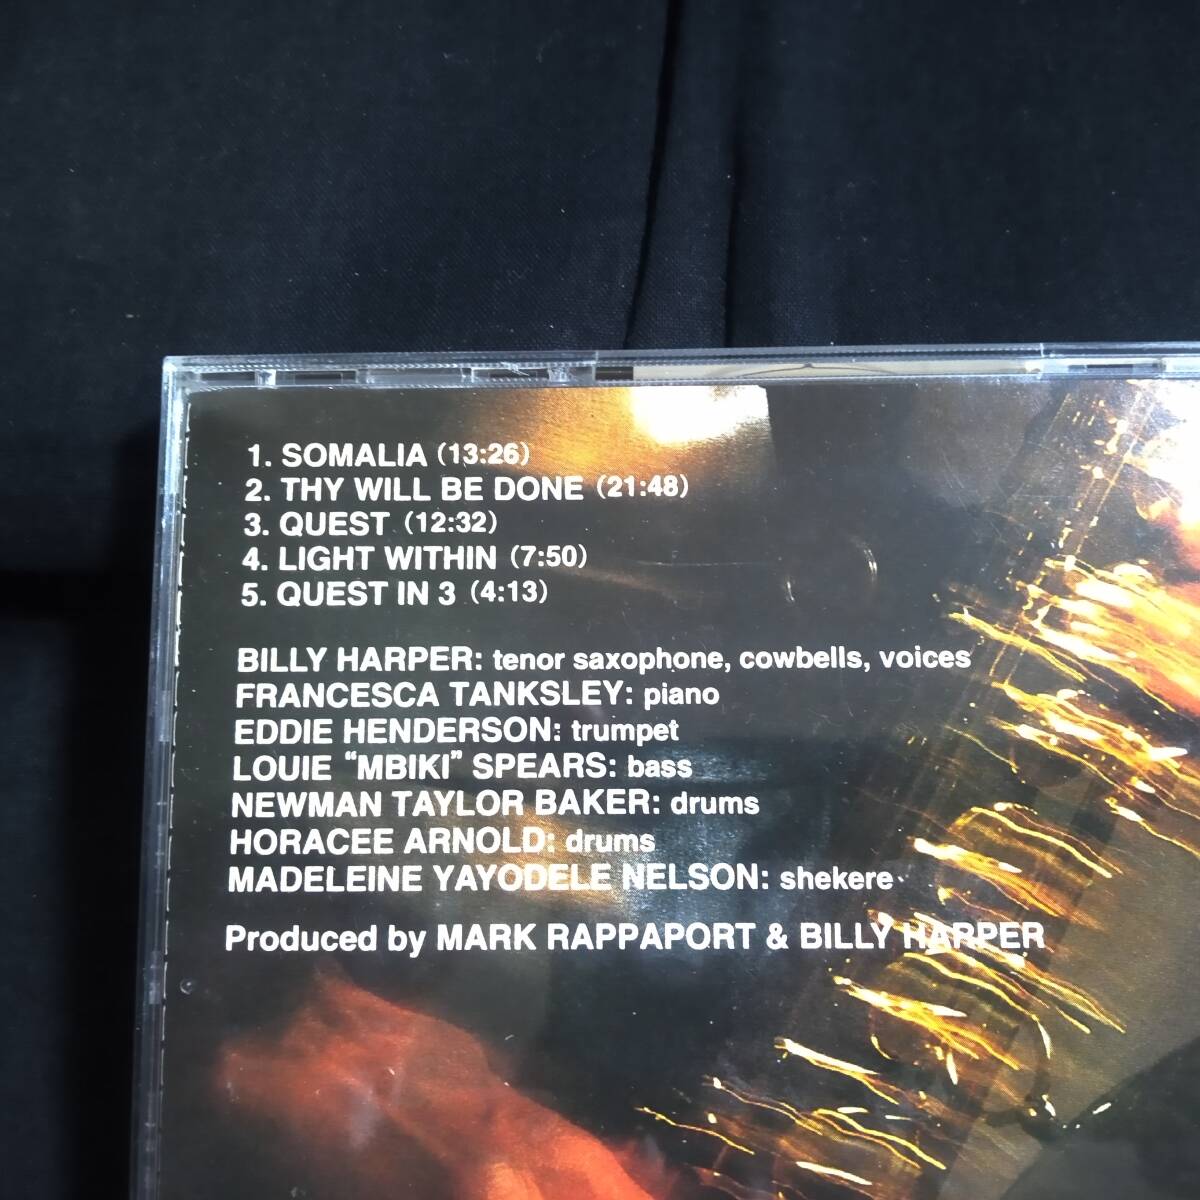 1. SOMALIA (13:26)
2. THY WILL BE DONE (21:48)
3. QUEST (12:32)
4. LIGHT WITHIN (7:50)
5. QUEST IN 3 (4:13)
BILLY HARPER: tenor saxophone, cowbells, voices
FRANCESCA TANKSLEY: piano
EDDIE HENDERSON: trumpet
LOUIE "MBIKI" SPEARS: bass
NEWMAN TAYLOR BAKER: drums
HORACEE ARNOLD: drums
MADELEINE YAYODELE NELSON: shekere
Produced by MARK RAPPAPORT & BILLY HARPER